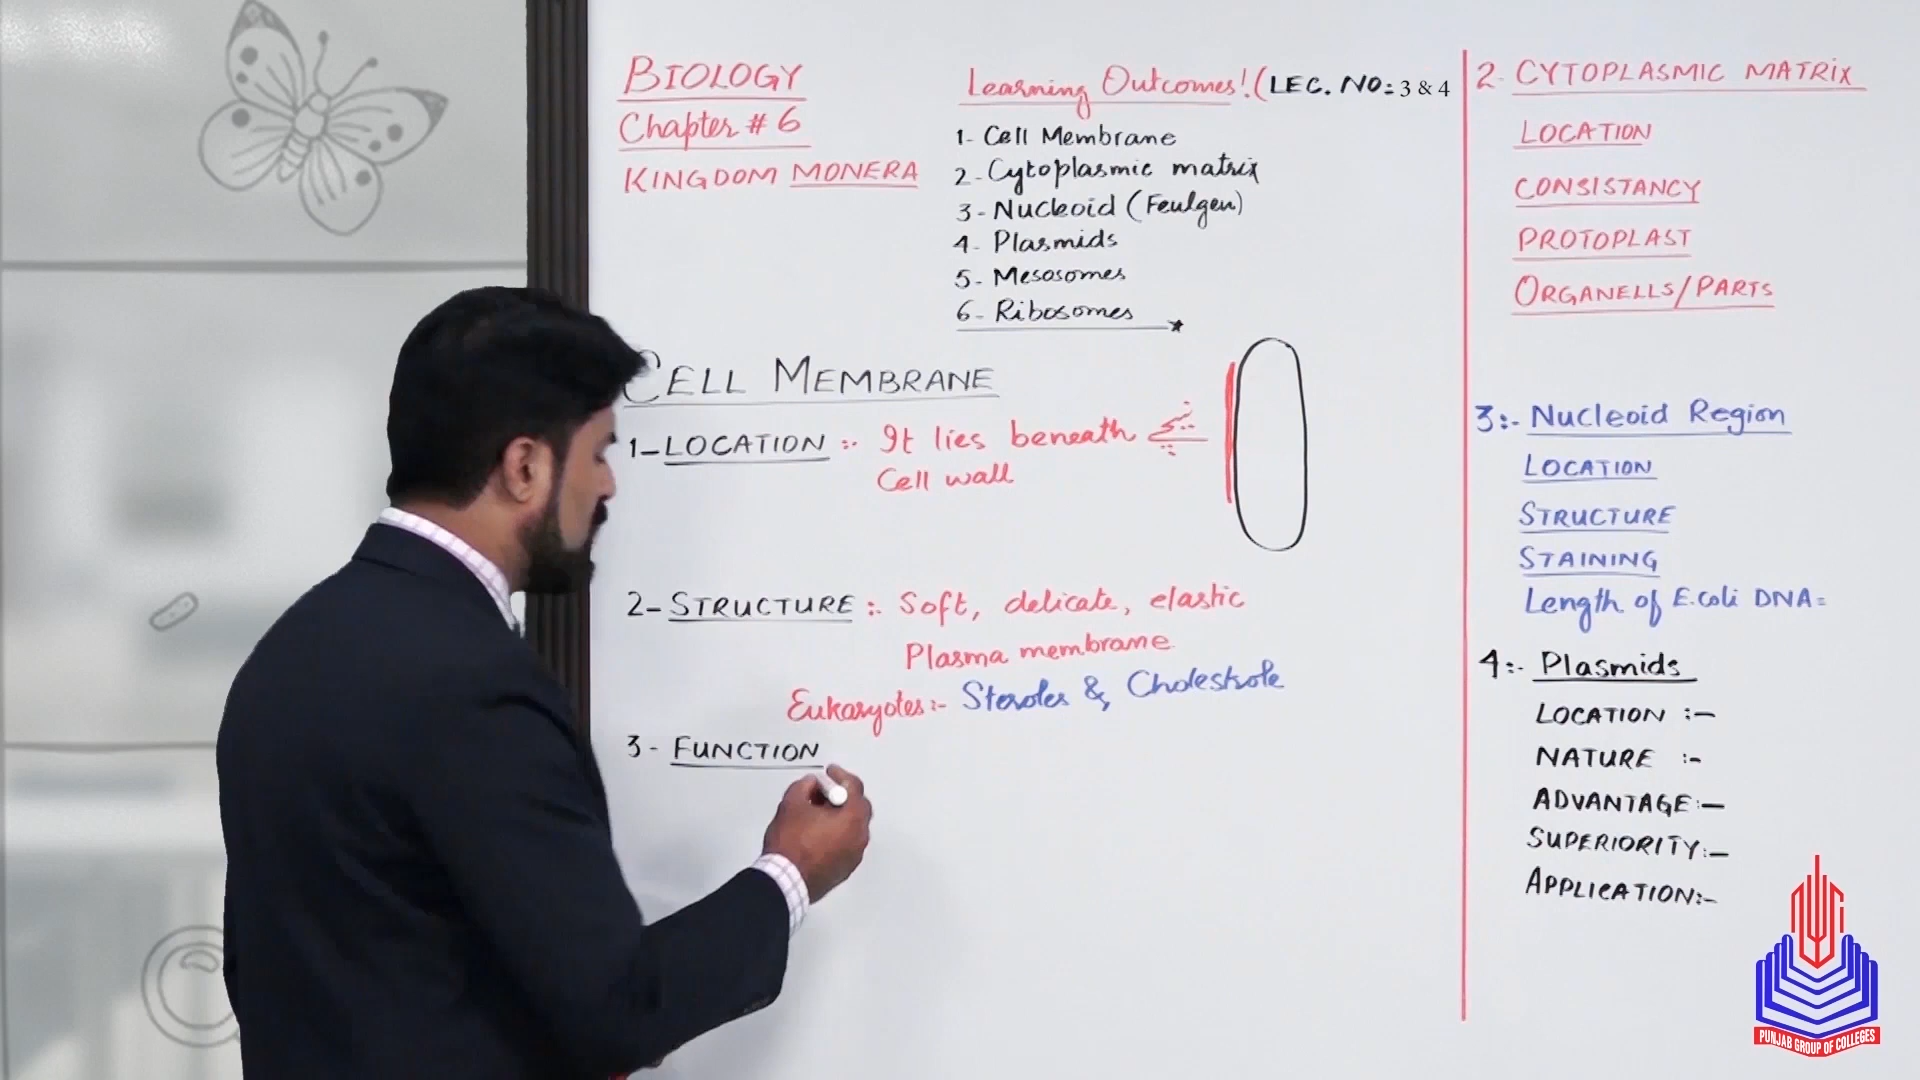 BIOLOGY
Chapter # 6
KINGDOM MONERA
Learning Outcomes! (LEC. NO: 3 & 4
1- Cell Membrane
2- Cytoplasmic matrix
3- Nucleoid (Feulgen)
4- Plasmids
5- Mesosomes
6- Ribosomes
CELL MEMBRANE
1- LOCATION :- It lies beneath نیچے
Cell wall
2- STRUCTURE :- Soft, delicate, elastic
Plasma membrane
Eukaryotes:- Steroles & Cholestrole
3- FUNCTION
2- CYTOPLASMIC MATRIX
LOCATION
CONSISTANCY
PROTOPLAST
ORGANELLS/PARTS
3:- Nucleoid Region
LOCATION
STRUCTURE
STAINING
Length of E.coli DNA=
4:- Plasmids
LOCATION :-
NATURE :-
ADVANTAGE:-
SUPERIORITY:-
APPLICATION:-
PUNJAB GROUP OF COLLEGES